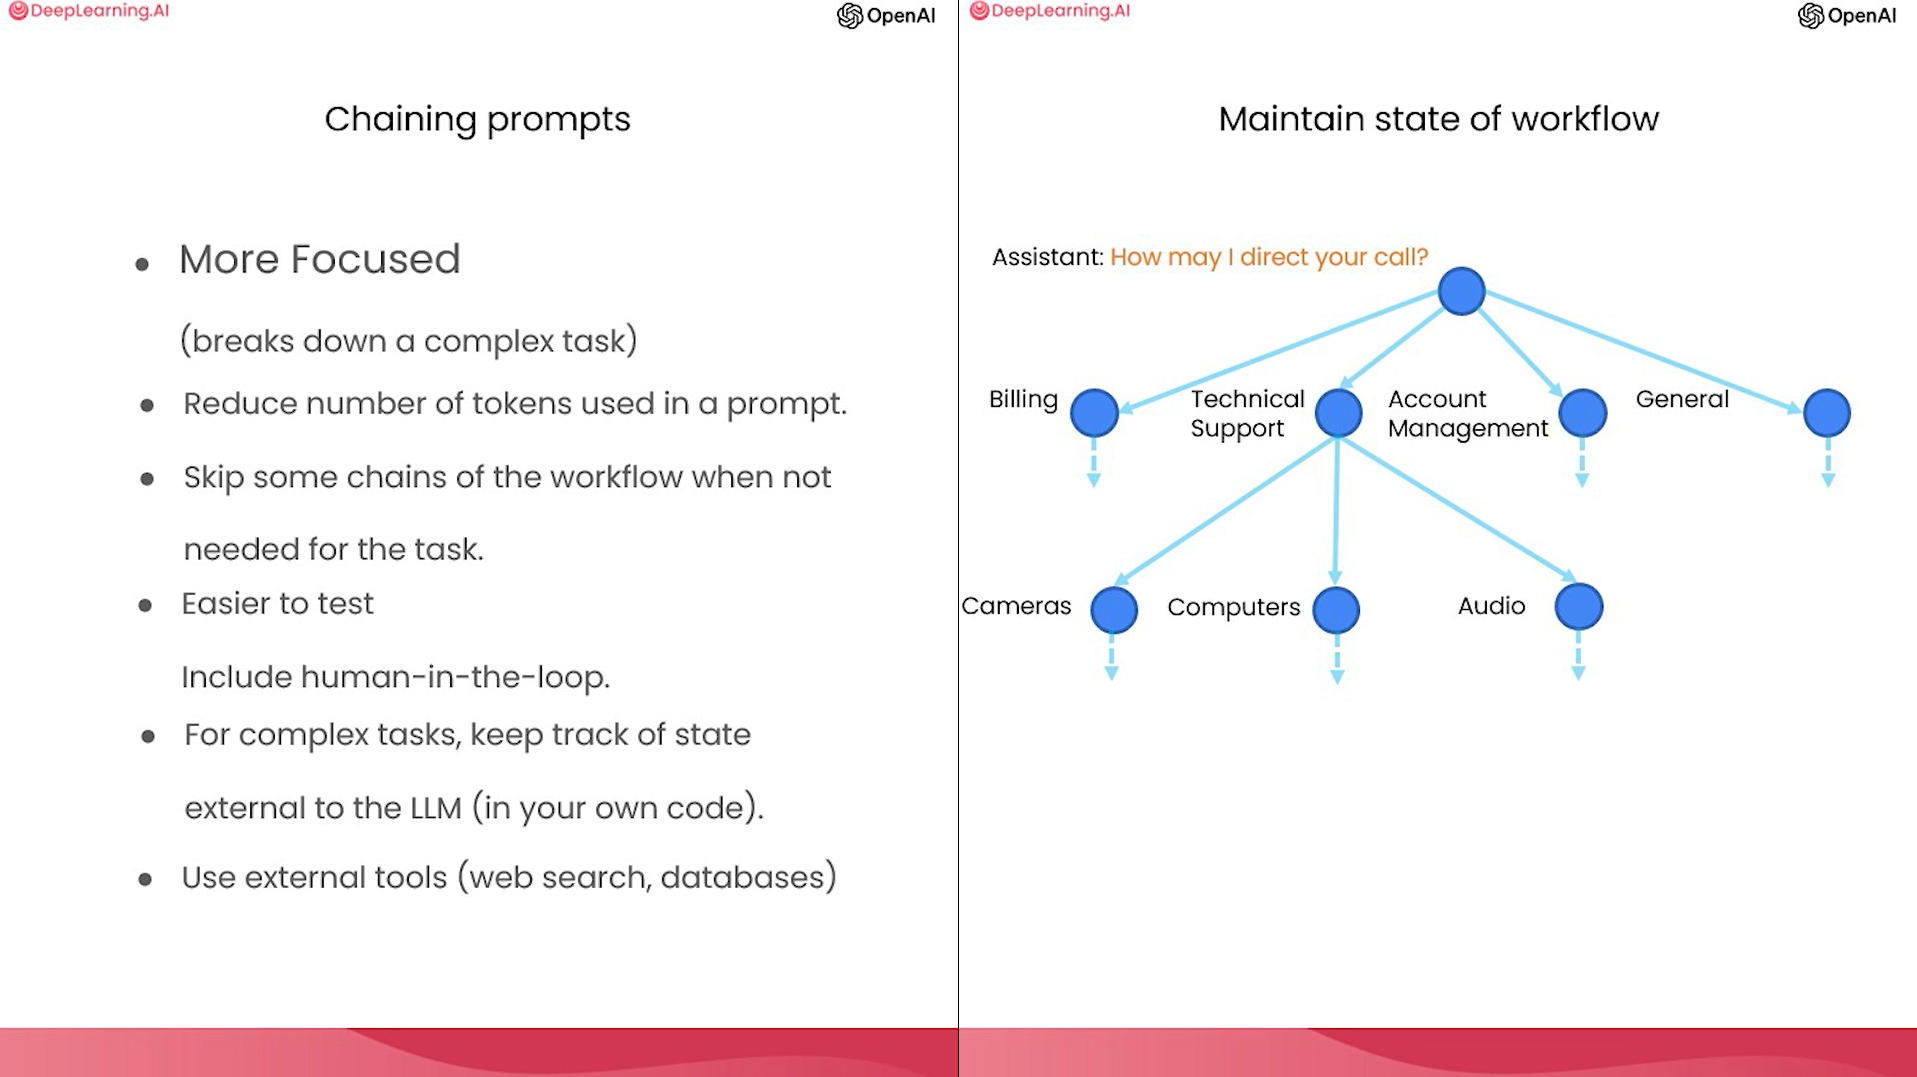 DeepLearning.AI
OpenAI
Chaining prompts
• More Focused
(breaks down a complex task)
• Reduce number of tokens used in a prompt.
• Skip some chains of the workflow when not
needed for the task.
• Easier to test
Include human-in-the-loop.
• For complex tasks, keep track of state
external to the LLM (in your own code).
• Use external tools (web search, databases)
DeepLearning.AI
OpenAI
Maintain state of workflow
Assistant: How may I direct your call?
Billing
Technical
Support
Account
Management
General
Cameras
Computers
Audio